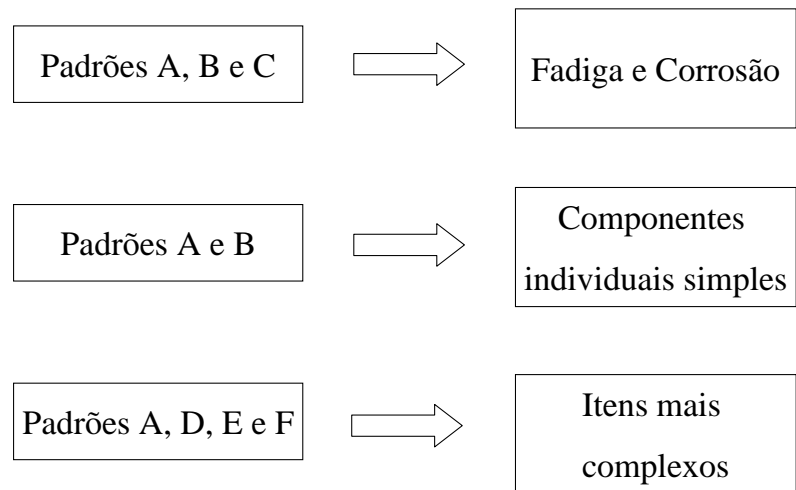 Padrões A, B e C
Fadiga e Corrosão
Padrões A e B
Componentes
individuais simples
Padrões A, D, E e F
Itens mais
complexos